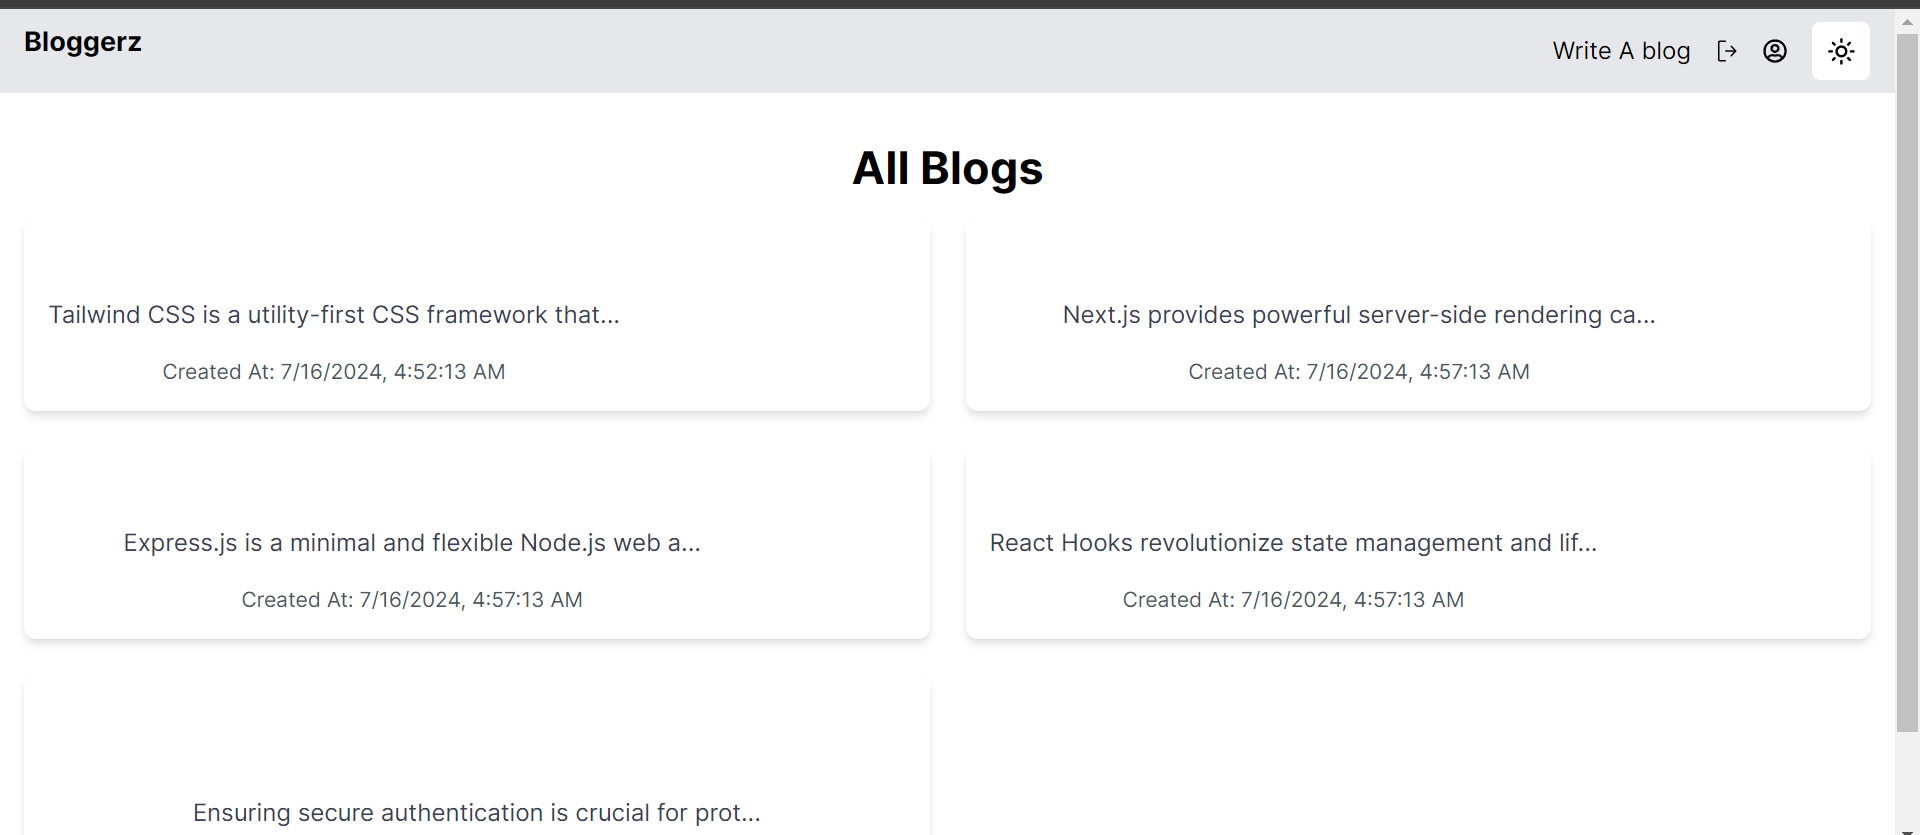 Bloggerz
Write A blog
All Blogs
Tailwind CSS is a utility-first CSS framework that...
Created At: 7/16/2024, 4:52:13 AM
Next.js provides powerful server-side rendering ca...
Created At: 7/16/2024, 4:57:13 AM
Express.js is a minimal and flexible Node.js web a...
Created At: 7/16/2024, 4:57:13 AM
React Hooks revolutionize state management and lif...
Created At: 7/16/2024, 4:57:13 AM
Ensuring secure authentication is crucial for prot...